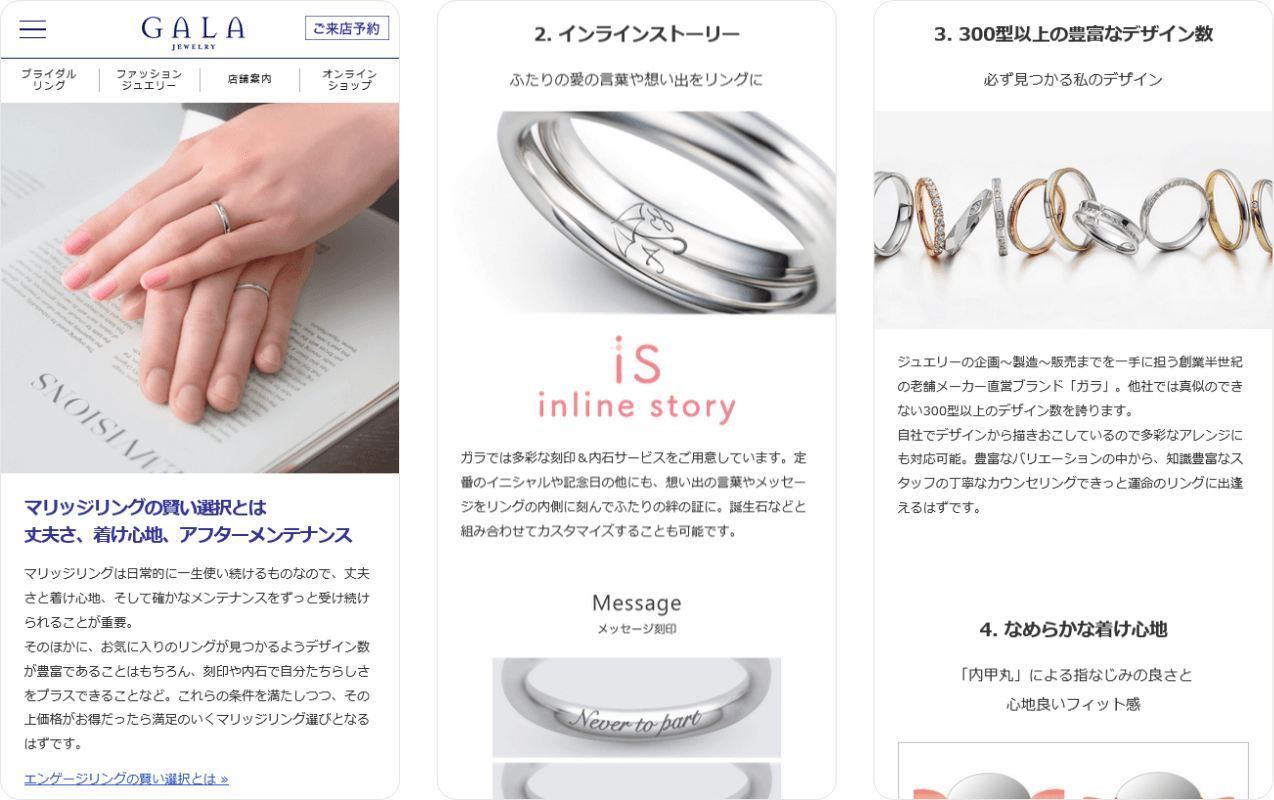 GALA
JEWELRY
ご来店予約
ブライダル
リング
ファッション
ジュエリー
店舗案内
オンライン
ショップ
VISIONS
マリッジリングの賢い選択とは
丈夫さ、着け心地、アフターメンテナンス
マリッジリングは日常的に一生使い続けるものなので、丈夫
さと着け心地、そして確かなメンテナンスをずっと受け続け
られることが重要。
そのほかに、お気に入りのリングが見つかるようデザイン数
が豊富であることはもちろん、刻印や内石で自分たちらしさ
をプラスできることなど。これらの条件を満たしつつ、その
上価格がお得だったら満足のいくマリッジリング選びとなる
はずです。
エンゲージリングの賢い選択とは »
2. インラインストーリー
ふたりの愛の言葉や想い出をリングに
is
inline story
ガラでは多彩な刻印&内石サービスをご用意しています。定
番のイニシャルや記念日の他にも、想い出の言葉やメッセー
ジをリングの内側に刻んでふたりの絆の証に。誕生石などと
組み合わせてカスタマイズすることも可能です。
Message
メッセージ刻印
Never to part
3. 300型以上の豊富なデザイン数
必ず見つかる私のデザイン
ジュエリーの企画〜製造〜販売までを一手に担う創業半世紀
の老舗メーカー直営ブランド「ガラ」。他社では真似のでき
ない300型以上のデザイン数を誇ります。
自社でデザインから描きおこしているので多彩なアレンジに
も対応可能。豊富なバリエーションの中から、知識豊富なス
タッフの丁寧なカウンセリングできっと運命のリングに出逢
えるはずです。
4. なめらかな着け心地
「内甲丸」による指なじみの良さと
心地良いフィット感